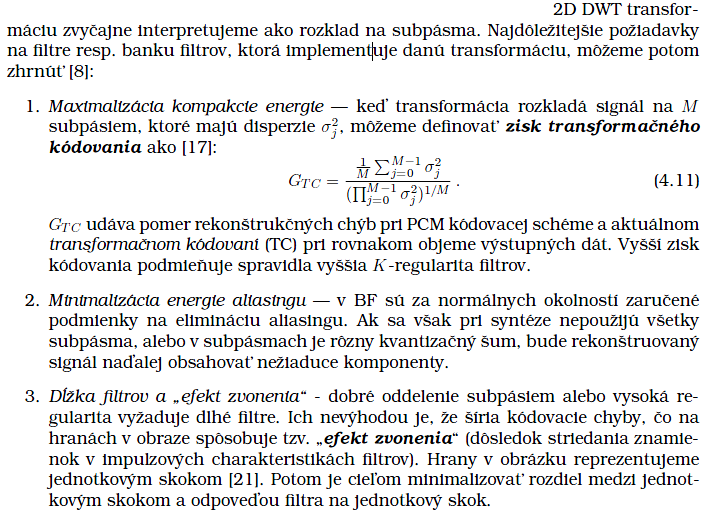 2D DWT transfor-
máciu zvyčajne interpretujeme ako rozklad na subpásma. Najdôležitejšie požiadavky
na filtre resp. banku filtrov, ktorá implementuje danú transformáciu, môžeme potom
zhrnúť [8]:
1. Maximalizácia kompakcie energie — keď transformácia rozkladá signál na M
subpásiem, ktoré majú disperzie σ_j^2, môžeme definovať zisk transformačného
kódovania ako [17]:
G_{TC} = \frac{\frac{1}{M} \sum_{j=0}^{M-1} σ_j^2}{(\prod_{j=0}^{M-1} σ_j^2)^{1/M}} . (4.11)
G_{TC} udáva pomer rekonštrukčných chýb pri PCM kódovacej schéme a aktuálnom
transformačnom kódovaní (TC) pri rovnakom objeme výstupných dát. Vyšší zisk
kódovania podmieňuje spravidla vyššia K-regularita filtrov.
2. Minimalizácia energie aliasingu — v BF sú za normálnych okolností zaručené
podmienky na elimináciu aliasingu. Ak sa však pri syntéze nepoužijú všetky
subpásma, alebo v subpásmach je rôzny kvantizačný šum, bude rekonštruovaný
signál naďalej obsahovať nežiaduce komponenty.
3. Dĺžka filtrov a „efekt zvonenia“ - dobré oddelenie subpásiem alebo vysoká re-
gularita vyžaduje dlhé filtre. Ich nevýhodou je, že šíria kódovacie chyby, čo na
hranách v obraze spôsobuje tzv. „efekt zvonenia“ (dôsledok striedania znamie-
nok v impulzových charakteristikách filtrov). Hrany v obrázku reprezentujeme
jednotkovým skokom [21]. Potom je cieľom minimalizovať rozdiel medzi jednot-
kovým skokom a odpoveďou filtra na jednotkový skok.